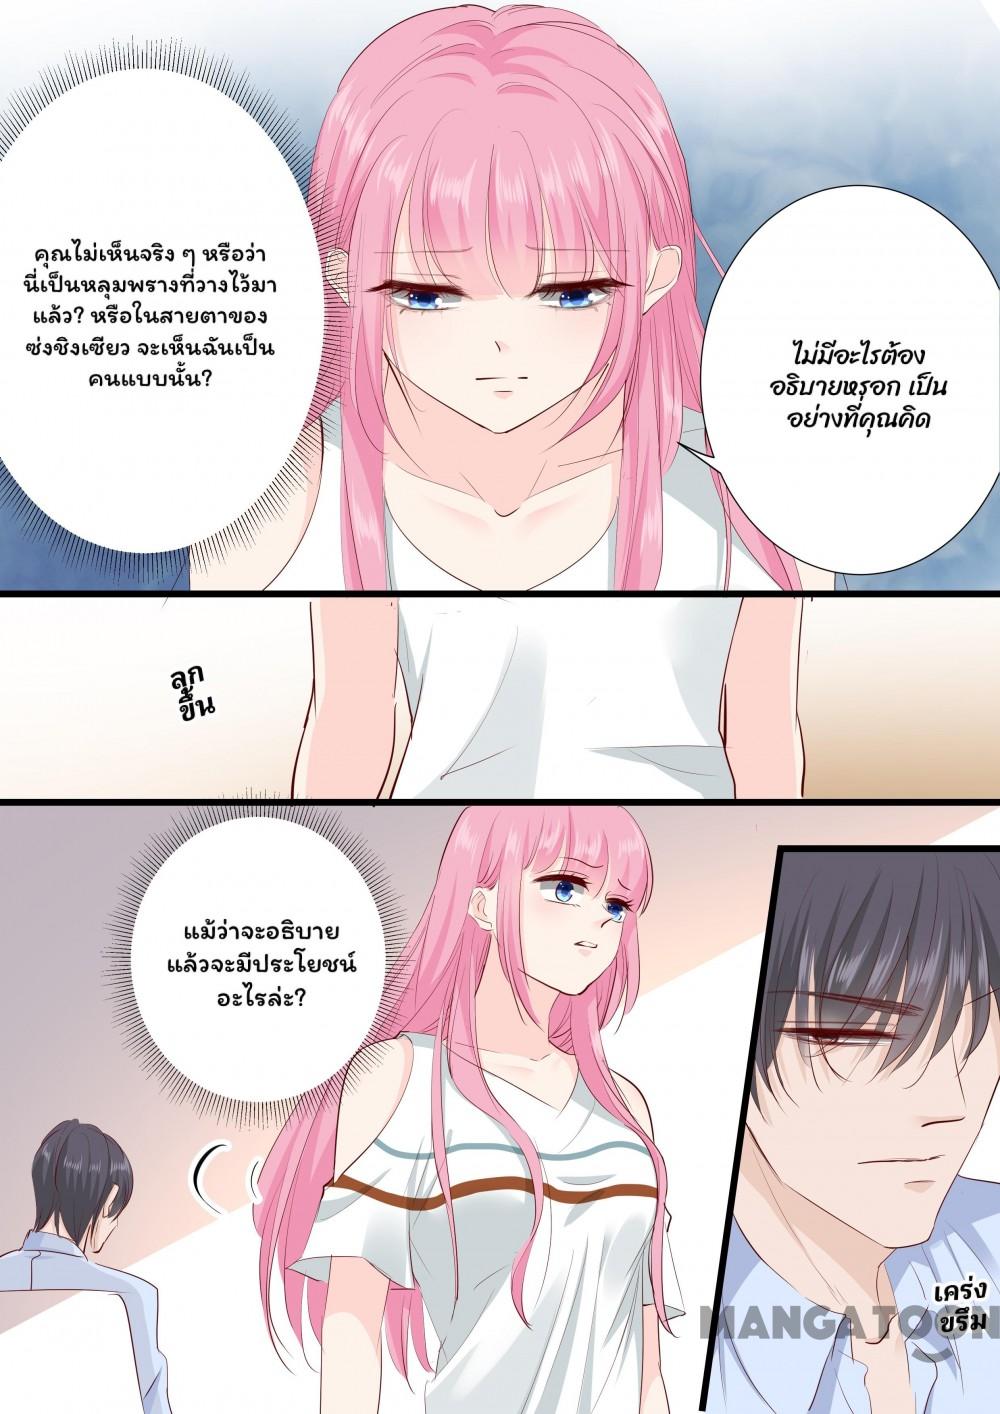 คุณไม่เห็นจริง ๆ หรือว่า
นี่เป็นหลุมพรางที่วางไว้มา
แล้ว? หรือในสายตาของ
ซ่งชิงเซียว จะเห็นฉันเป็น
คนแบบนั้น?
ไม่มีอะไรต้อง
อธิบายหรอก เป็น
อย่างที่คุณคิด
ลุก
ขึ้น
แม้ว่าจะอธิบาย
แล้วจะมีประโยชน์
อะไรล่ะ?
เคร่ง
ขรึม
MANGATOON